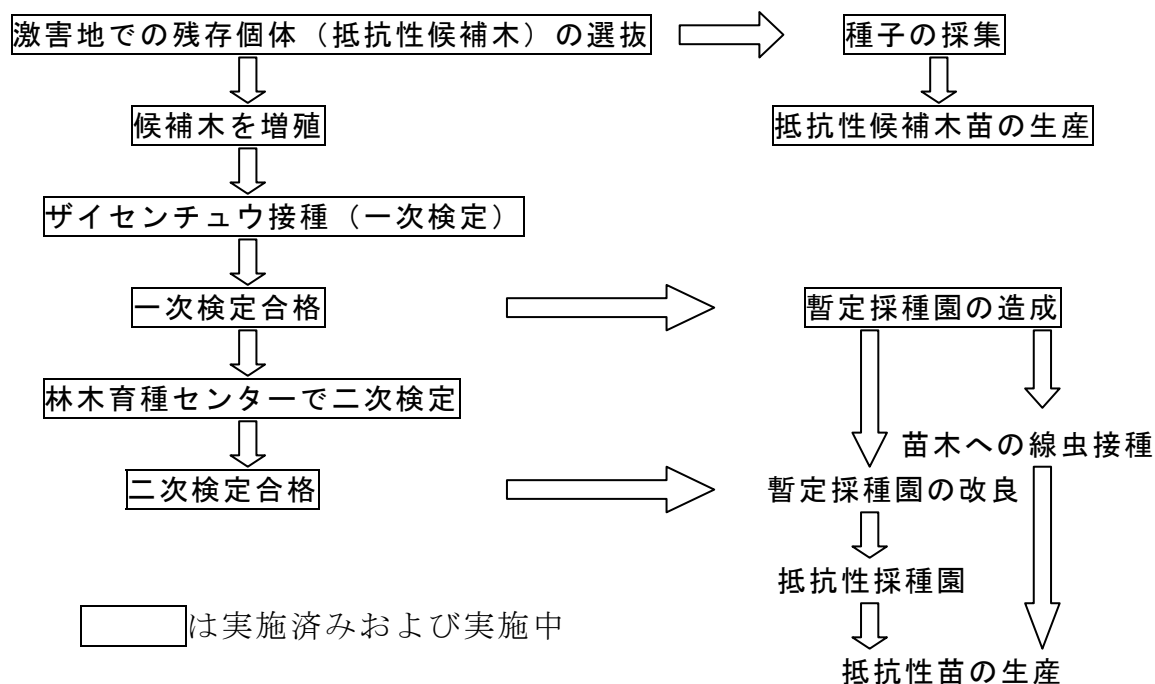 激害地での残存個体（抵抗性候補木）の選抜
種子の採集
候補木を増殖
抵抗性候補木苗の生産
ザイセンチュウ接種（一次検定）
一次検定合格
暫定採種園の造成
林木育種センターで二次検定
苗木への線虫接種
二次検定合格
暫定採種園の改良
抵抗性採種園
は実施済みおよび実施中
抵抗性苗の生産